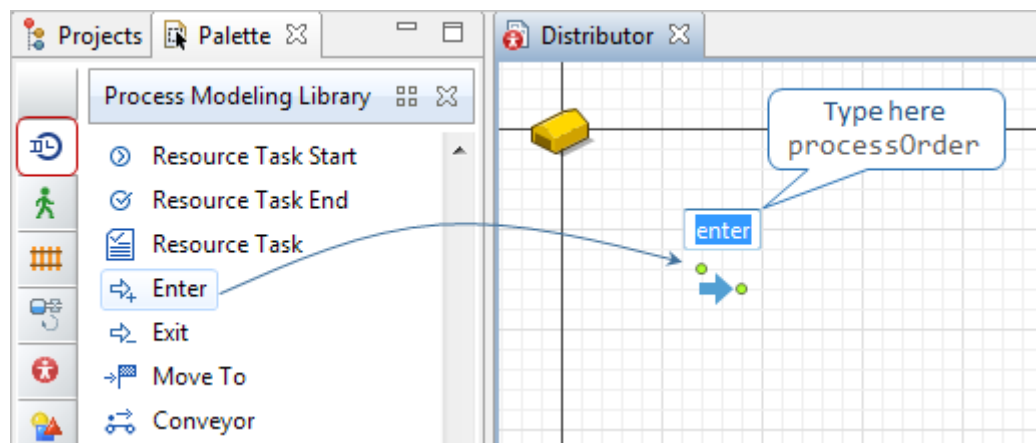 Projects
Palette
Distributor
Process Modeling Library
Resource Task Start
Resource Task End
Resource Task
Enter
Exit
Move To
Conveyor
Type here
processOrder
enter